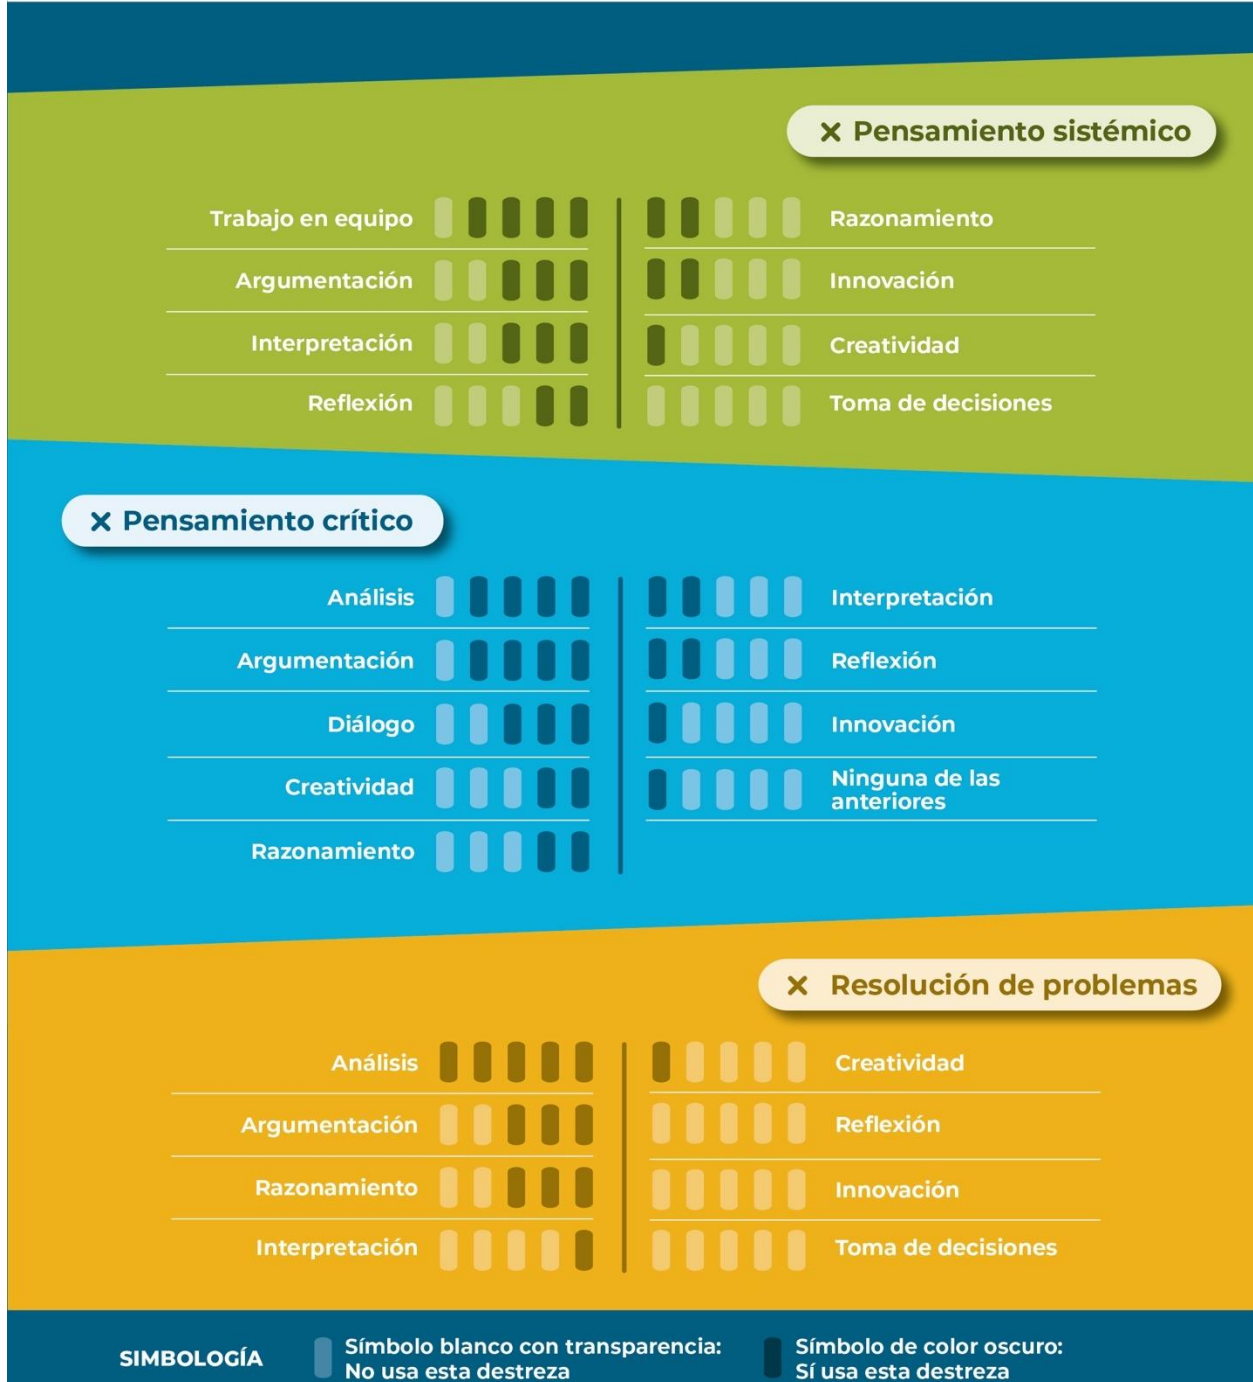 × Pensamiento sistémico
Trabajo en equipo
Razonamiento
Argumentación
Innovación
Interpretación
Creatividad
Reflexión
Toma de decisiones
× Pensamiento crítico
Análisis
Interpretación
Argumentación
Reflexión
Diálogo
Innovación
Creatividad
Ninguna de las
anteriores
Razonamiento
× Resolución de problemas
Análisis
Creatividad
Argumentación
Reflexión
Razonamiento
Innovación
Interpretación
Toma de decisiones
SIMBOLOGÍA
Símbolo blanco con transparencia:
No usa esta destreza
Símbolo de color oscuro:
Sí usa esta destreza